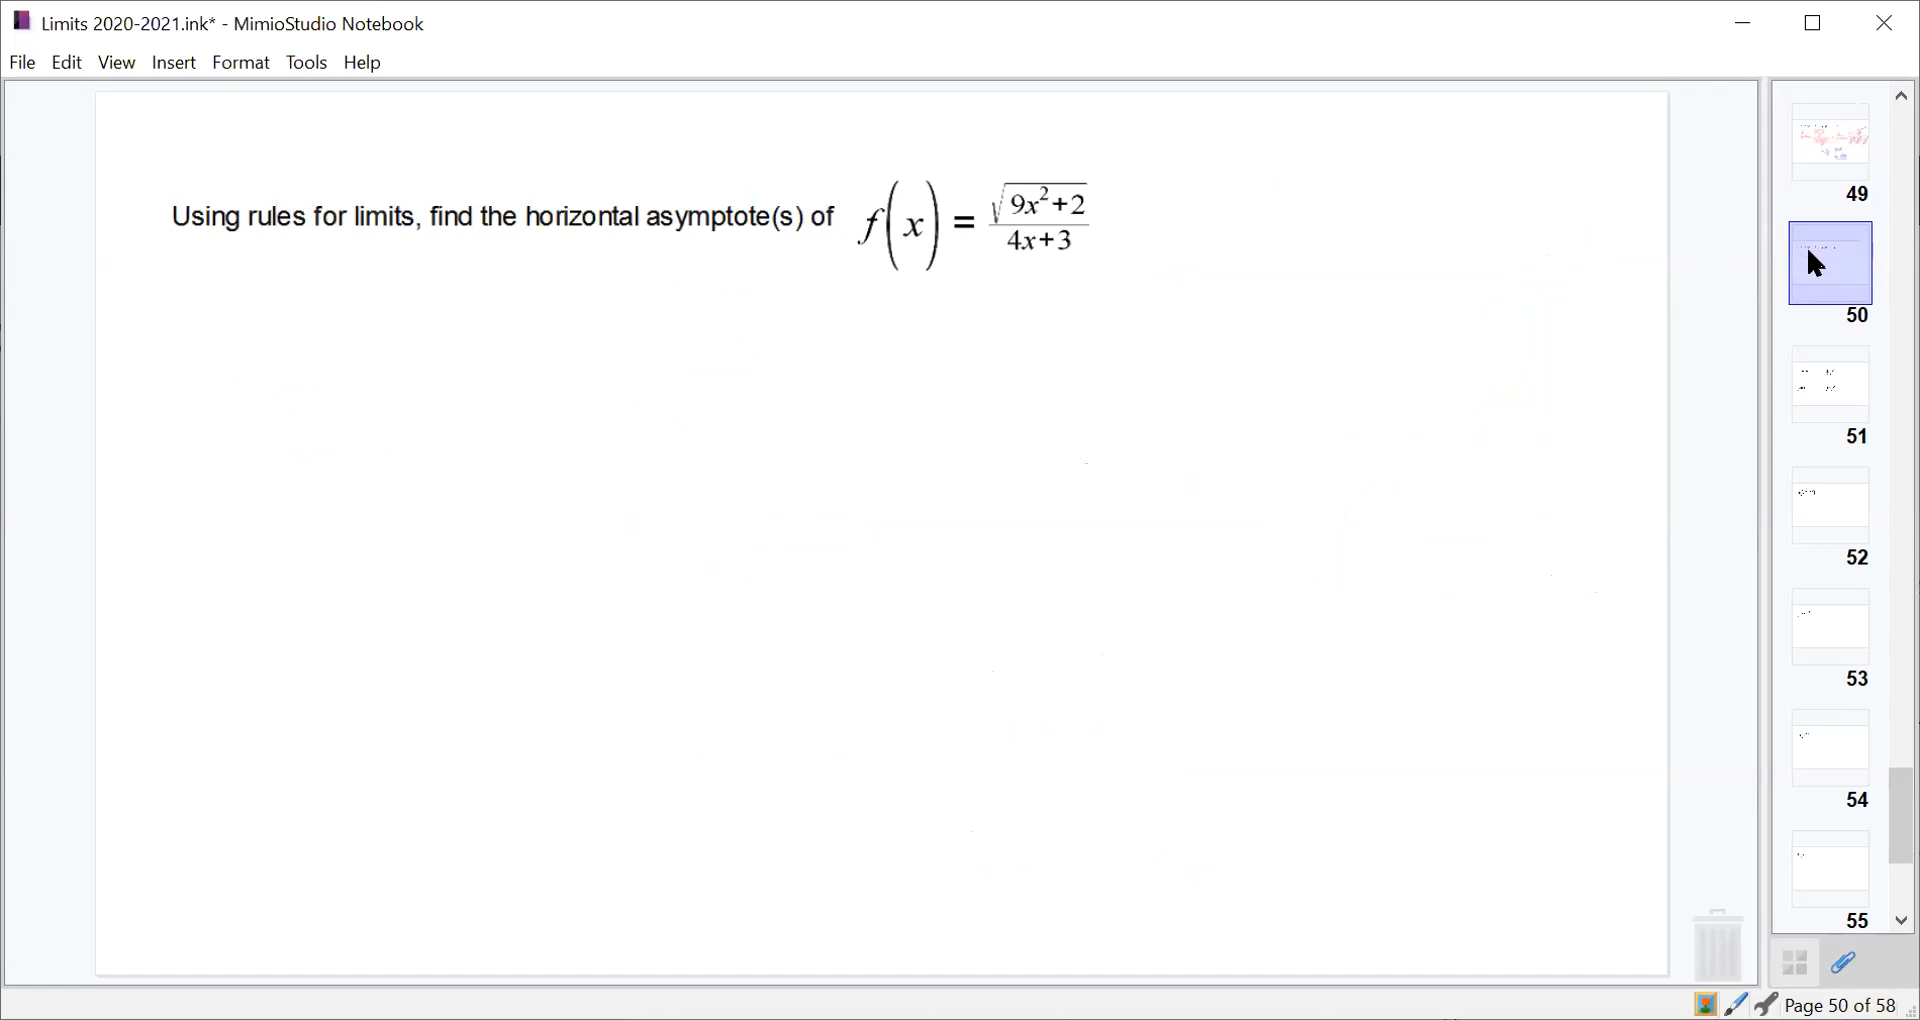 Limits 2020-2021.ink* - MimioStudio Notebook
File Edit View Insert Format Tools Help
Using rules for limits, find the horizontal asymptote(s) of f(x) = √(9x²+2) / (4x+3)
49
50
51
52
53
54
55
Page 50 of 58